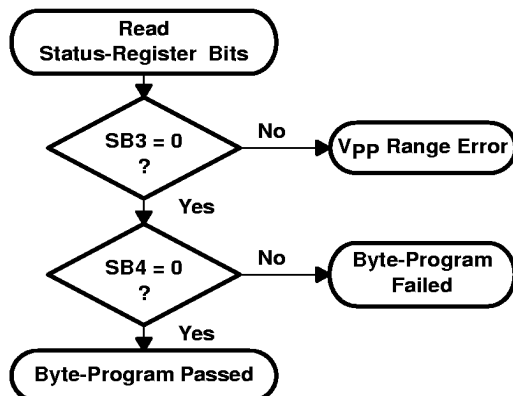 Read
Status-Register Bits
SB3 = 0
?
No
VPP Range Error
Yes
SB4 = 0
?
No
Byte-Program
Failed
Yes
Byte-Program Passed